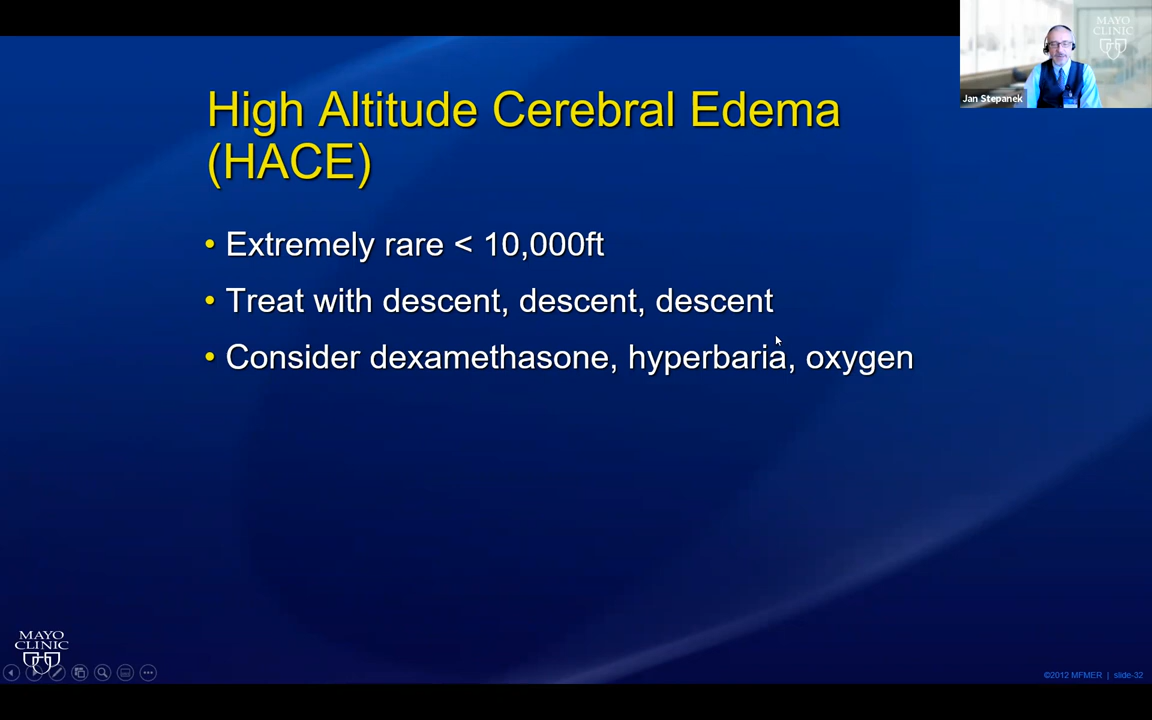 MAYO
CLINIC
Jan Stepanek
High Altitude Cerebral Edema
(HACE)
• Extremely rare < 10,000ft
• Treat with descent, descent, descent
• Consider dexamethasone, hyperbaria, oxygen
MAYO
CLINIC
©2012 MFMER | slide-32